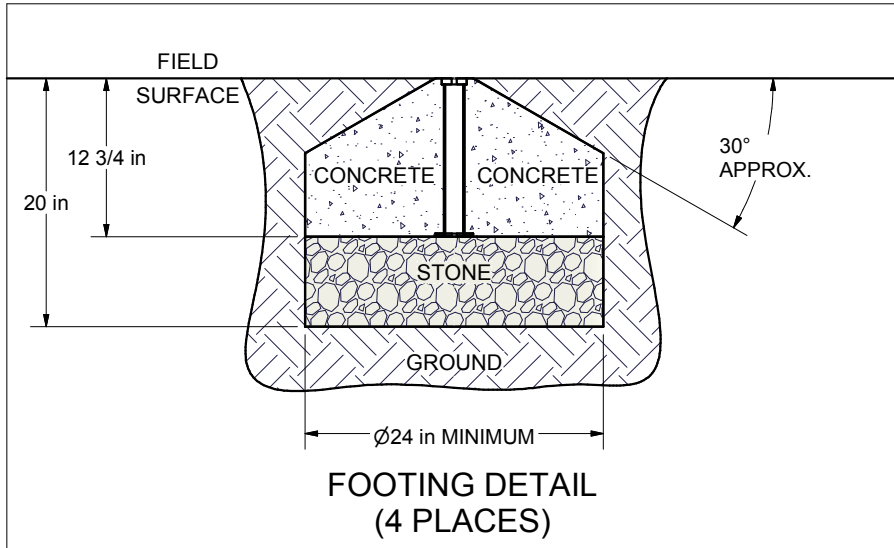 FIELD
SURFACE
12 3/4 in
20 in
30°
APPROX.
CONCRETE
CONCRETE
STONE
GROUND
Ø24 in MINIMUM
FOOTING DETAIL
(4 PLACES)